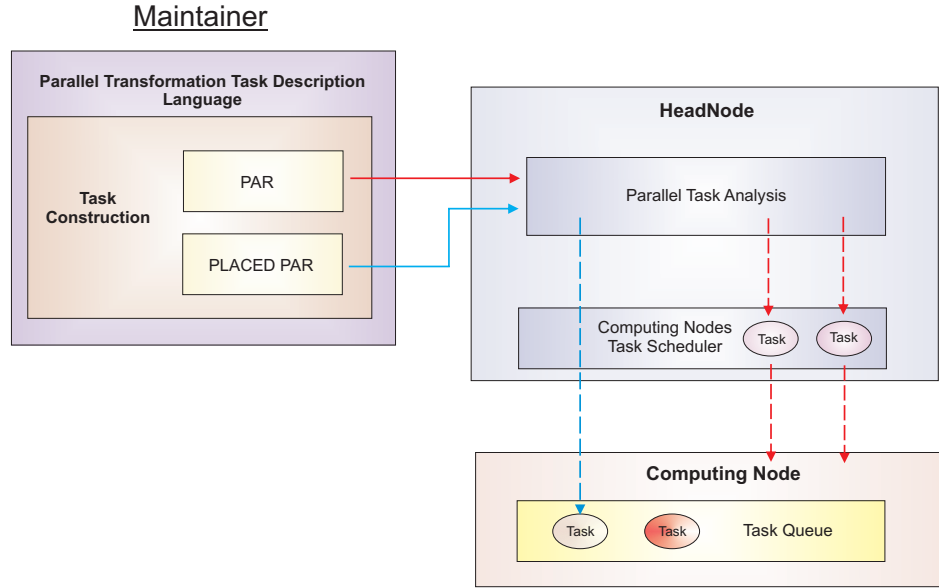 Maintainer
Parallel Transformation Task Description
Language
Task
Construction
PAR
PLACED PAR
HeadNode
Parallel Task Analysis
Computing Nodes
Task Scheduler
Task
Task
Computing Node
Task
Task
Task Queue